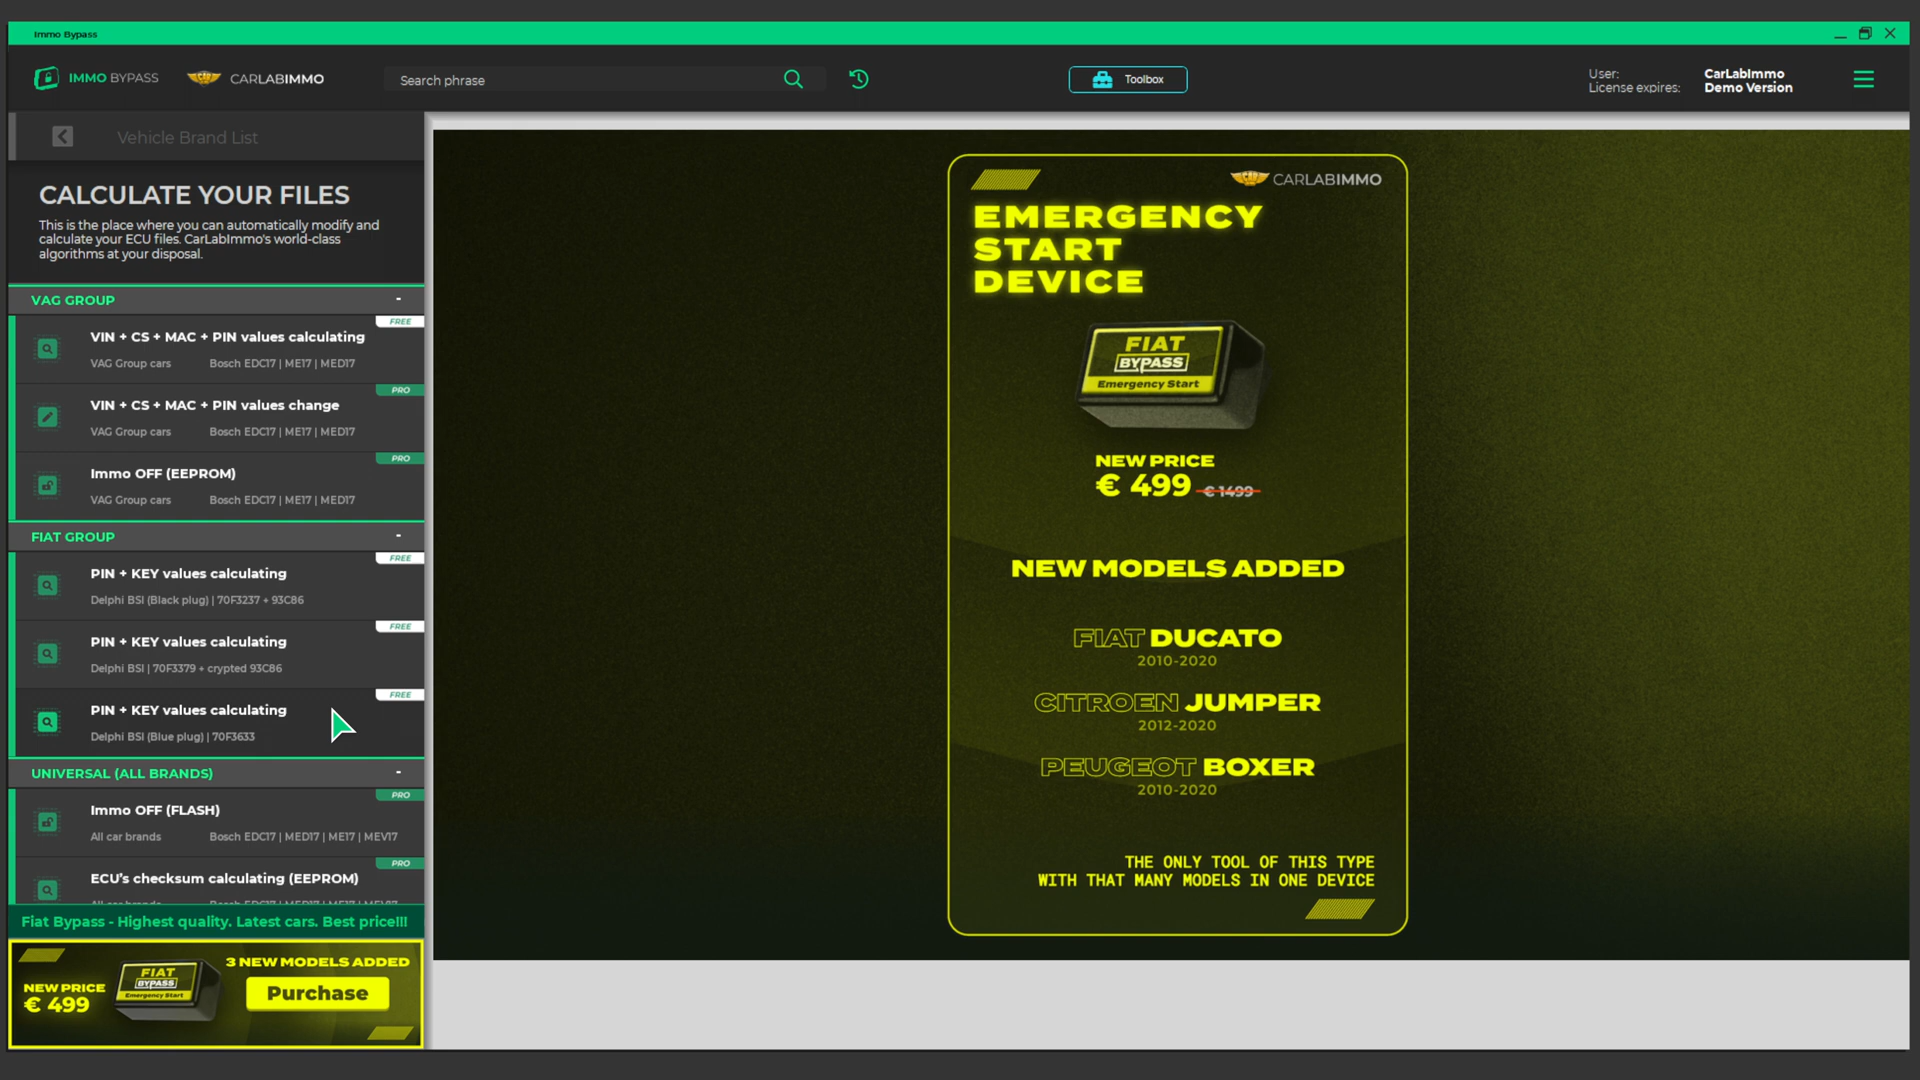 Immo Bypass
IMMO BYPASS
CARLABIMMO
Search phrase
Toolbox
User: CarLabImmo
License expires: Demo Version
Vehicle Brand List
CALCULATE YOUR FILES
This is the place where you can automatically modify and
calculate your ECU files. CarLabImmo's world-class
algorithms at your disposal.
VAG GROUP -
FREE
VIN + CS + MAC + PIN values calculating
VAG Group cars Bosch EDC17 | ME17 | MED17
PRO
VIN + CS + MAC + PIN values change
VAG Group cars Bosch EDC17 | ME17 | MED17
PRO
Immo OFF (EEPROM)
VAG Group cars Bosch EDC17 | ME17 | MED17
FIAT GROUP -
FREE
PIN + KEY values calculating
Delphi BSI (Black plug) | 70F3237 + 93C86
FREE
PIN + KEY values calculating
Delphi BSI | 70F3379 + crypted 93C86
FREE
PIN + KEY values calculating
Delphi BSI (Blue plug) | 70F3633
UNIVERSAL (ALL BRANDS) -
PRO
Immo OFF (FLASH)
All car brands Bosch EDC17 | MED17 | ME17 | MEV17
PRO
ECU's checksum calculating (EEPROM)
All car brands Bosch EDC17 | MED17 | ME17 | MEV17
Fiat Bypass - Highest quality. Latest cars. Best price!!!
NEW PRICE
€ 499
FIAT
BYPASS
Emergency Start
3 NEW MODELS ADDED
Purchase
CARLABIMMO
EMERGENCY
START
DEVICE
FIAT
BYPASS
Emergency Start
NEW PRICE
€ 499 € 1499
NEW MODELS ADDED
FIAT DUCATO
2010-2020
CITROEN JUMPER
2012-2020
PEUGEOT BOXER
2010-2020
THE ONLY TOOL OF THIS TYPE
WITH THAT MANY MODELS IN ONE DEVICE